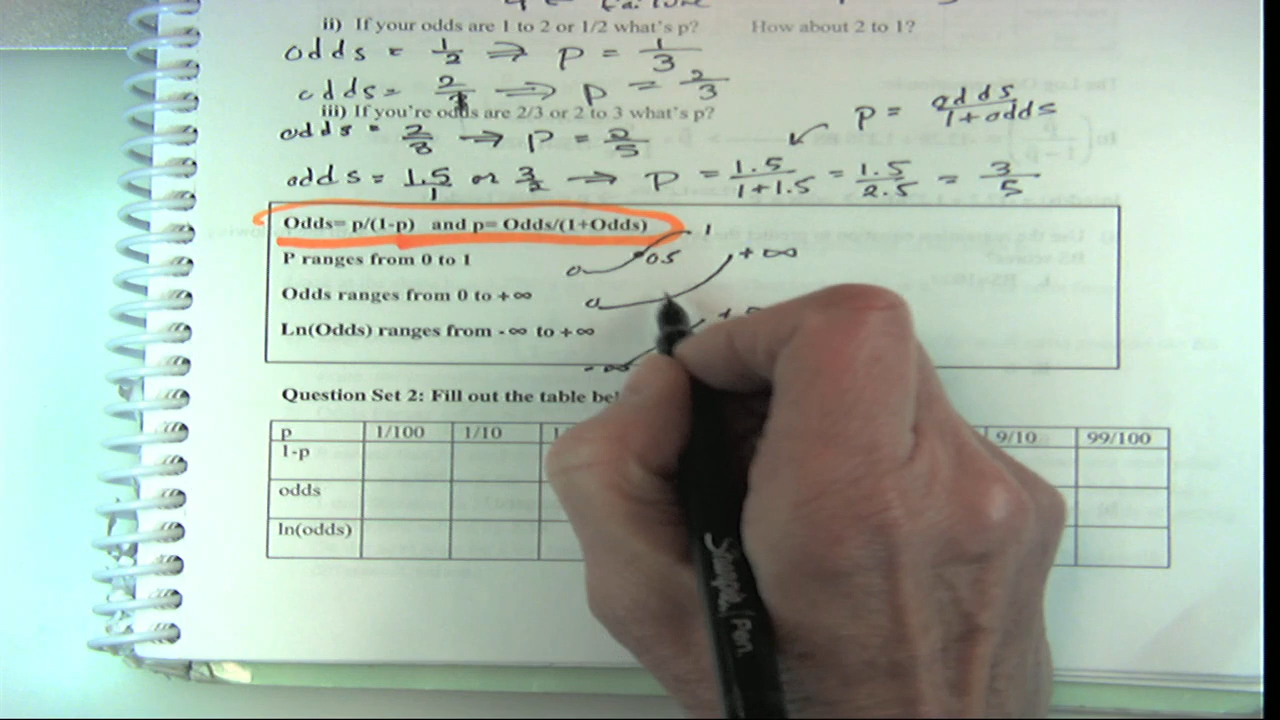 ii) If your odds are 1 to 2 or 1/2 what's p? How about 2 to 1?
odds = 1/2 ⇒ p = 1/3
odds = 2/1 ⇒ p = 2/3
iii) If you're odds are 2/3 or 2 to 3 what's p?
p = odds/1+odds
odds = 2/3 → p = 2/5
odds = 1.5/1 or 3/2 ⇒ p = 1.5/1+1.5 = 1.5/2.5 = 3/5
Odds= p/(1-p) and p= Odds/(1+Odds)
1
P ranges from 0 to 1 0 0.5 +∞
Odds ranges from 0 to +∞ 0
Ln(Odds) ranges from -∞ to +∞
-∞
Question Set 2: Fill out the table
p 1/100 1/10 9/10 99/100
1-p
odds
ln(odds)
Pen